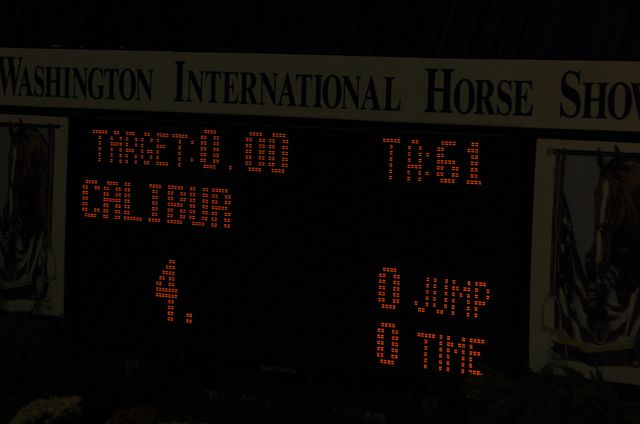 WASHINGTON INTERNATIONAL HORSE SHOW
TARGET:0.00 TA:61
CALIBUR
4. 0 JUMP
0 TIME